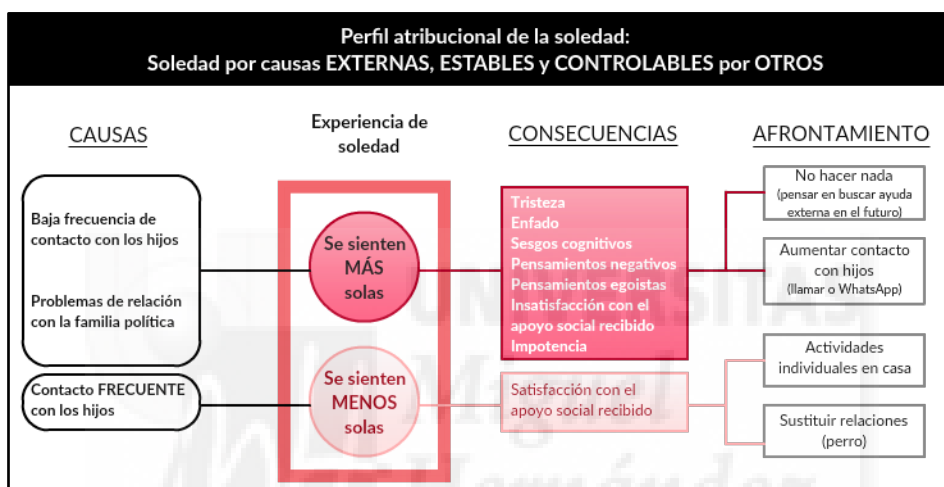 Perfil atribucional de la soledad:
Soledad por causas EXTERNAS, ESTABLES y CONTROLABLES por OTROS
CAUSAS
Experiencia de
soledad
CONSECUENCIAS
AFRONTAMIENTO
Baja frecuencia de
contacto con los hijos
Problemas de relación
con la familia política
Se sienten
MÁS
solas
Tristeza
Enfado
Sesgos cognitivos
Pensamientos negativos
Pensamientos egoistas
Insatisfacción con el
apoyo social recibido
Impotencia
No hacer nada
(pensar en buscar ayuda
externa en el futuro)
Aumentar contacto
con hijos
(llamar o WhatsApp)
Contacto FRECUENTE
con los hijos
Se sienten
MENOS
solas
Satisfacción con el
apoyo social recibido
Actividades
individuales en casa
Sustituir relaciones
(perro)
UNIVERSITAS
Miguel
Hernández